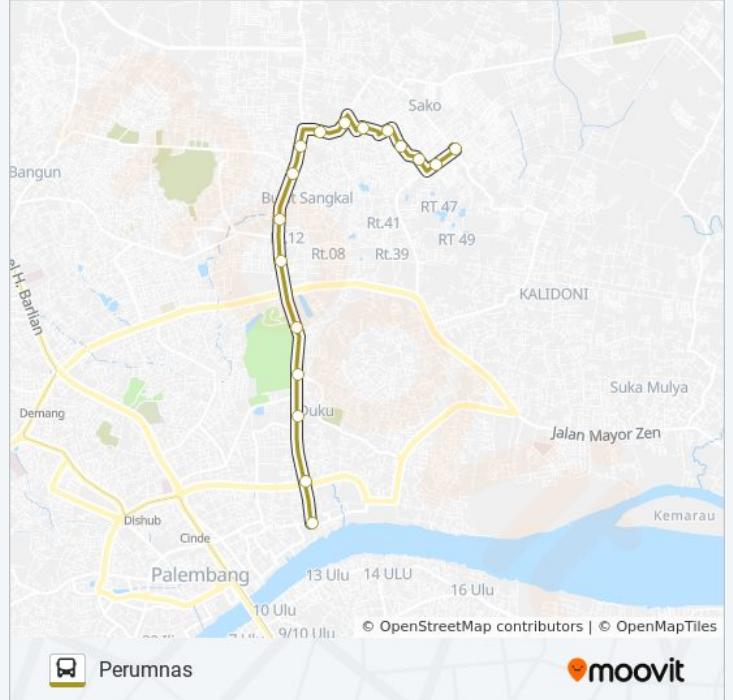 Sako
Bangun
Bukit Sangkal
RT 47
Rt.41
12
RT 49
Rt.08
Rt.39
el H. Barlian
KALIDONI
Suka Mulya
Demang
Duku
Jalan Mayor Zen
Kemarau
Dishub
Cinde
Palembang
13 Ulu
14 ULU
16 Ulu
10 Ulu
9/10 Ulu
© OpenStreetMap contributors | © OpenMapTiles
Perumnas
moovit